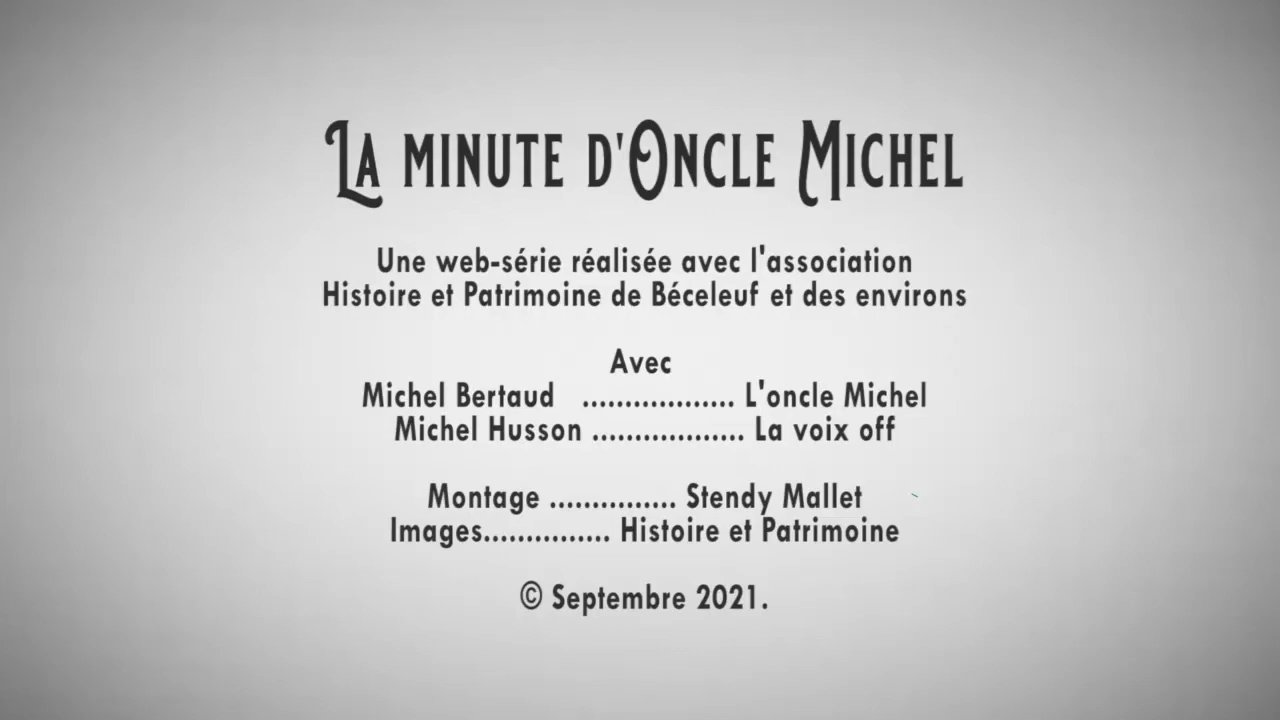 La minute d'Oncle Michel
Une web-série réalisée avec l'association
Histoire et Patrimoine de Béceleuf et des environs
Avec
Michel Bertaud .................. L'oncle Michel
Michel Husson .................. La voix off
Montage ............... Stendy Mallet
Images............... Histoire et Patrimoine
© Septembre 2021.